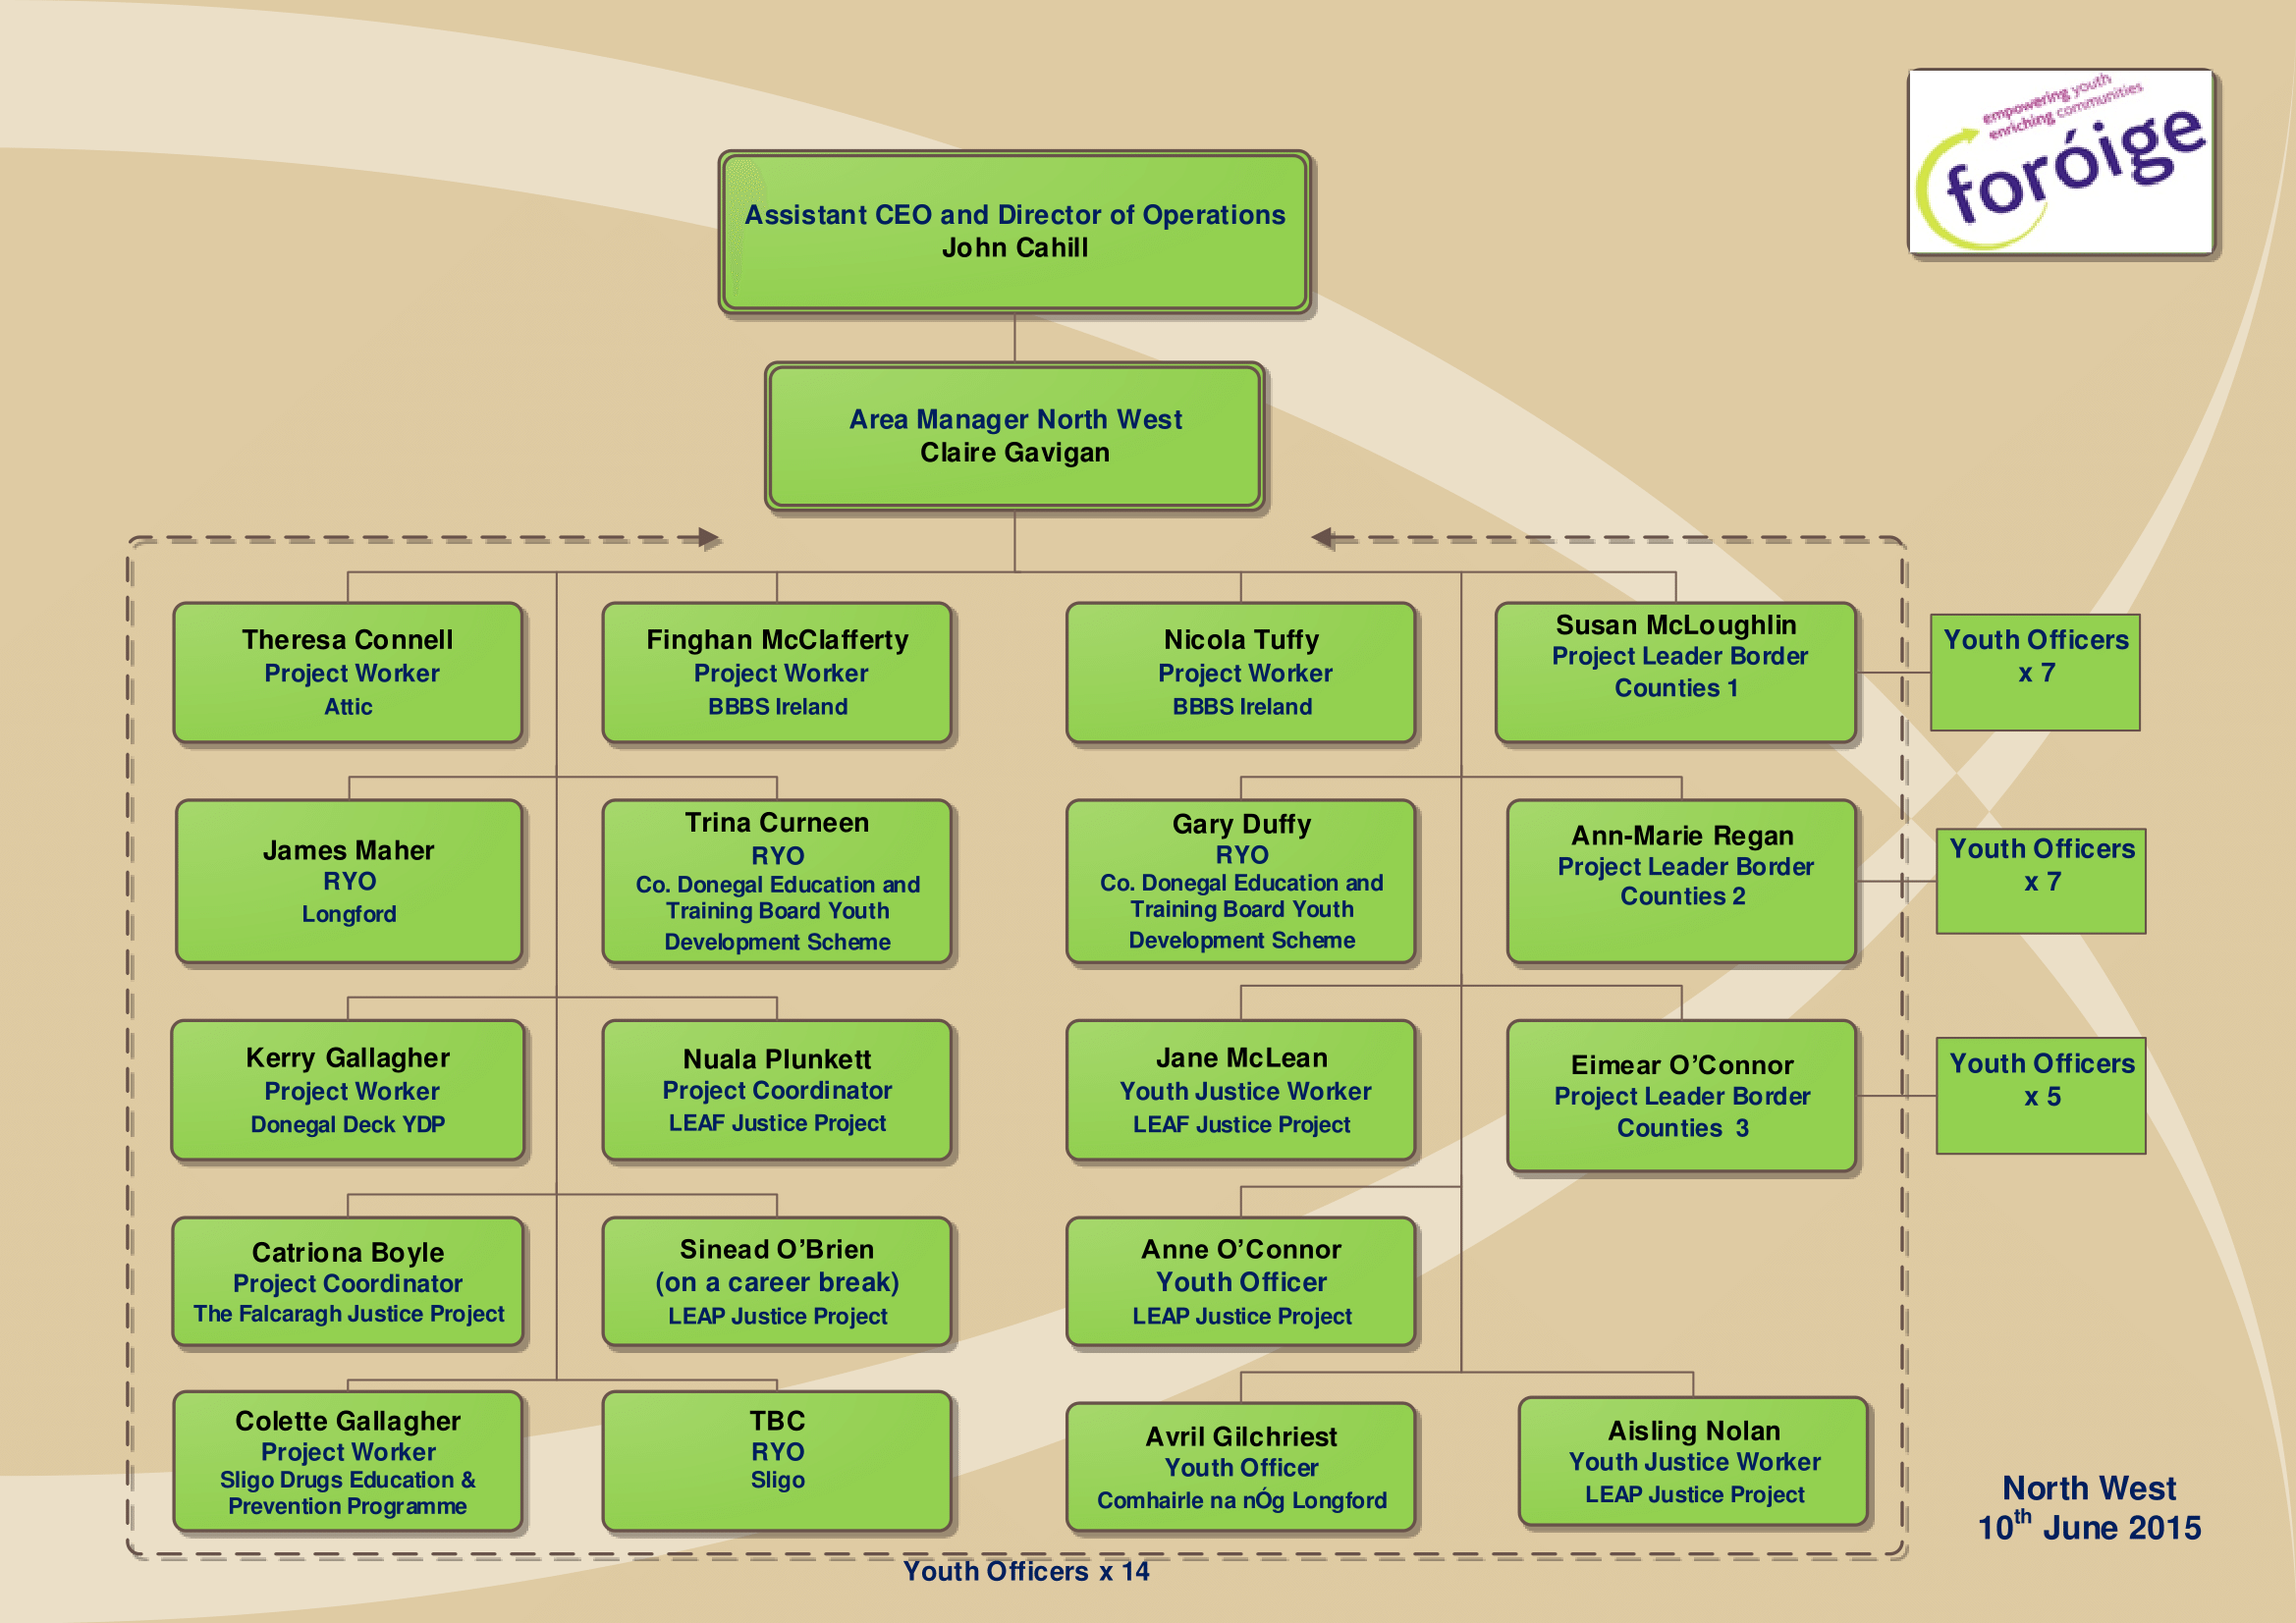 empowering youth
enriching communities
foróige
Assistant CEO and Director of Operations
John Cahill
Area Manager North West
Claire Gavigan
Theresa Connell
Project Worker
Attic
Finghan McClafferty
Project Worker
BBBS Ireland
Nicola Tuffy
Project Worker
BBBS Ireland
Susan McLoughlin
Project Leader Border
Counties 1
Youth Officers
x 7
James Maher
RYO
Longford
Trina Curneen
RYO
Co. Donegal Education and
Training Board Youth
Development Scheme
Gary Duffy
RYO
Co. Donegal Education and
Training Board Youth
Development Scheme
Ann-Marie Regan
Project Leader Border
Counties 2
Youth Officers
x 7
Kerry Gallagher
Project Worker
Donegal Deck YDP
Nuala Plunkett
Project Coordinator
LEAF Justice Project
Jane McLean
Youth Justice Worker
LEAF Justice Project
Eimear O’Connor
Project Leader Border
Counties 3
Youth Officers
x 5
Catriona Boyle
Project Coordinator
The Falcaragh Justice Project
Sinead O’Brien
(on a career break)
LEAP Justice Project
Anne O’Connor
Youth Officer
LEAP Justice Project
Colette Gallagher
Project Worker
Sligo Drugs Education &
Prevention Programme
TBC
RYO
Sligo
Avril Gilchriest
Youth Officer
Comhairle na nÓg Longford
Aisling Nolan
Youth Justice Worker
LEAP Justice Project
North West
10th June 2015
Youth Officers x 14